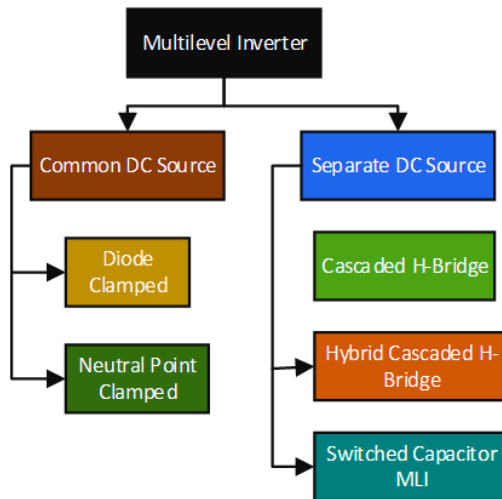 Multilevel Inverter
Common DC Source
Separate DC Source
Diode
Clamped
Cascaded H-Bridge
Neutral Point
Clamped
Hybrid Cascaded H-
Bridge
Switched Capacitor
MLI